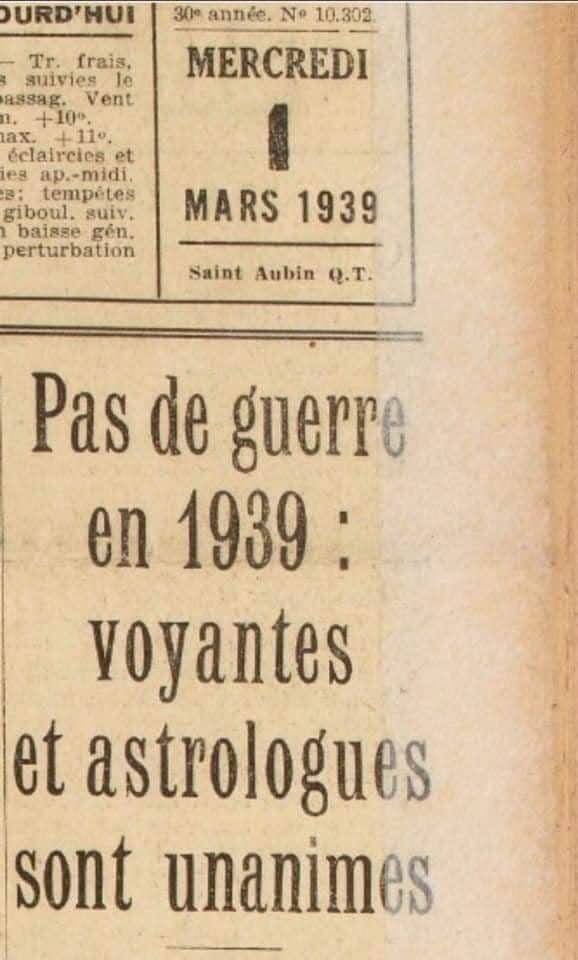 OURD'HUI
— Tr. frais,
s suivies le
passag. Vent
n. +10°.
nax. +11°.
éclaircies et
ies ap.-midi.
es: tempêtes
giboul. suiv.
n baisse gén.
perturbation
30e année. No 10.302.
MERCREDI
1
MARS 1939
Saint Aubin Q.T.
Pas de guerre
en 1939 :
voyantes
et astrologues
sont unanimes